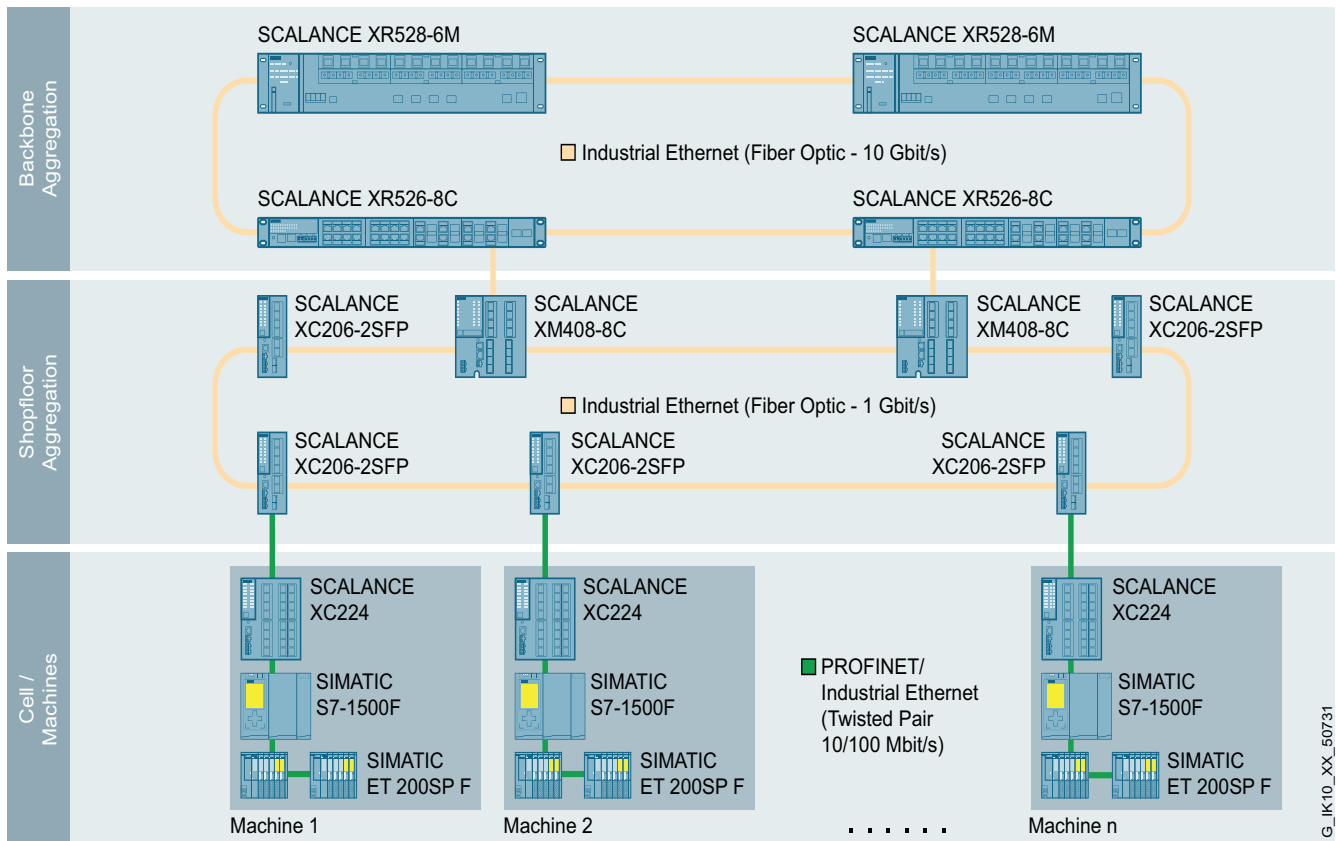 Backbone
Aggregation
SCALANCE XR528-6M
SCALANCE XR528-6M
Industrial Ethernet (Fiber Optic - 10 Gbit/s)
SCALANCE XR526-8C
SCALANCE XR526-8C
Shopfloor
Aggregation
SCALANCE
XC206-2SFP
SCALANCE
XM408-8C
SCALANCE
XM408-8C
SCALANCE
XC206-2SFP
Industrial Ethernet (Fiber Optic - 1 Gbit/s)
SCALANCE
XC206-2SFP
SCALANCE
XC206-2SFP
SCALANCE
XC206-2SFP
Cell /
Machines
SCALANCE
XC224
SIMATIC
S7-1500F
SIMATIC
ET 200SP F
Machine 1
SCALANCE
XC224
SIMATIC
S7-1500F
SIMATIC
ET 200SP F
Machine 2
PROFINET/
Industrial Ethernet
(Twisted Pair
10/100 Mbit/s)
. . . . . .
SCALANCE
XC224
SIMATIC
S7-1500F
SIMATIC
ET 200SP F
Machine n
G_IK10_XX_50731